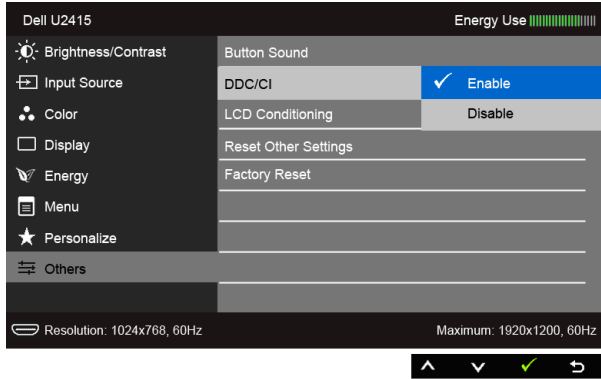 Dell U2415 Energy Use
Brightness/Contrast Button Sound
Input Source DDC/CI Enable
Color LCD Conditioning Disable
Display Reset Other Settings
Energy Factory Reset
Menu
Personalize
Others
Resolution: 1024x768, 60Hz Maximum: 1920x1200, 60Hz